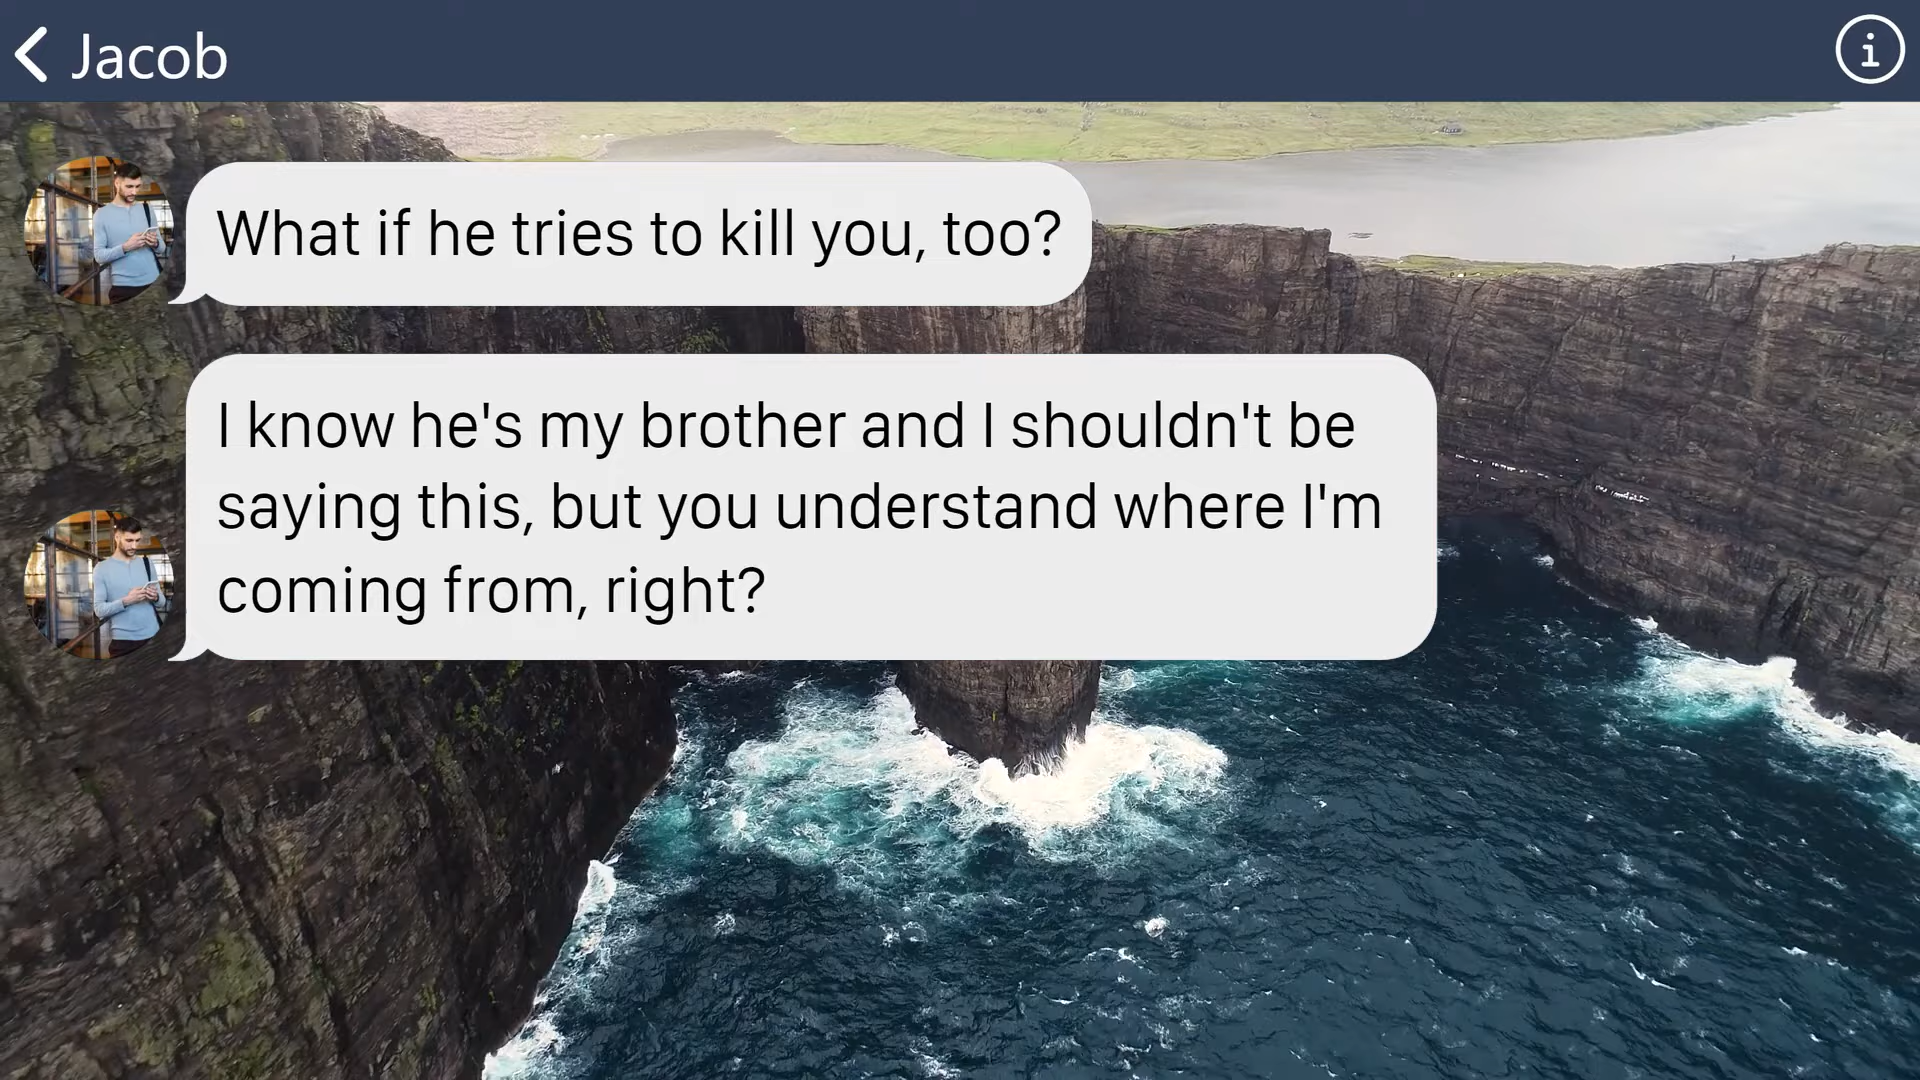 Jacob
What if he tries to kill you, too?
I know he's my brother and I shouldn't be
saying this, but you understand where I'm
coming from, right?